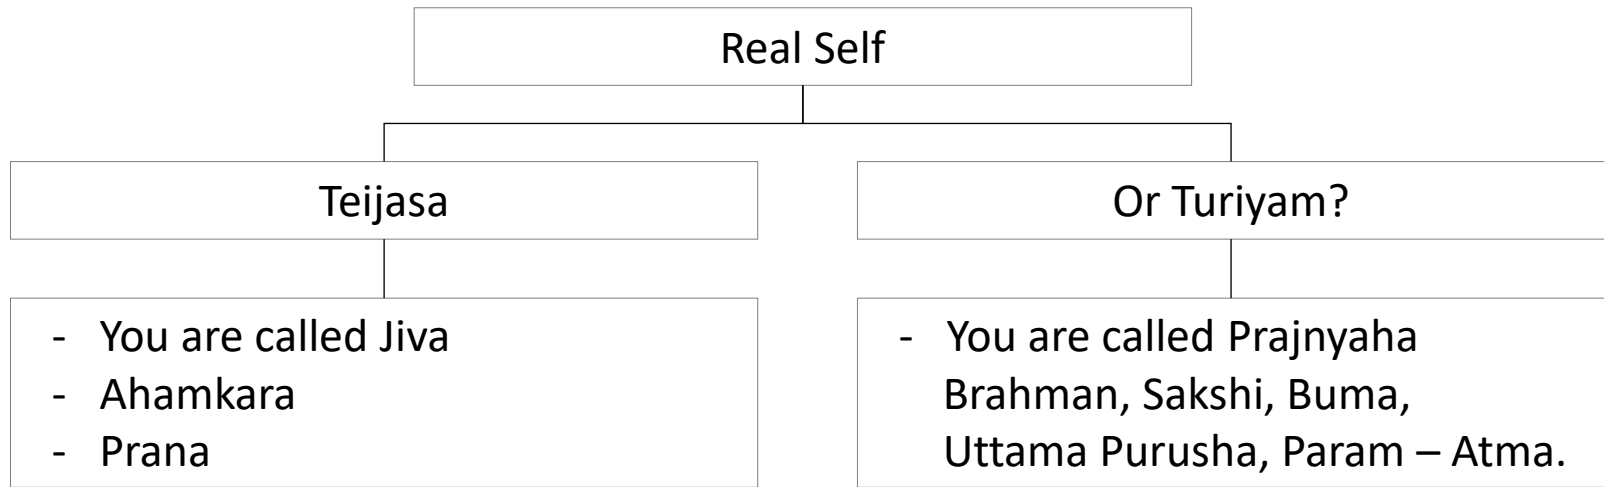 Real Self
Teijasa
Or Turiyam?
- You are called Jiva
- Ahamkara
- Prana
- You are called Prajnyaha
Brahman, Sakshi, Buma,
Uttama Purusha, Param – Atma.